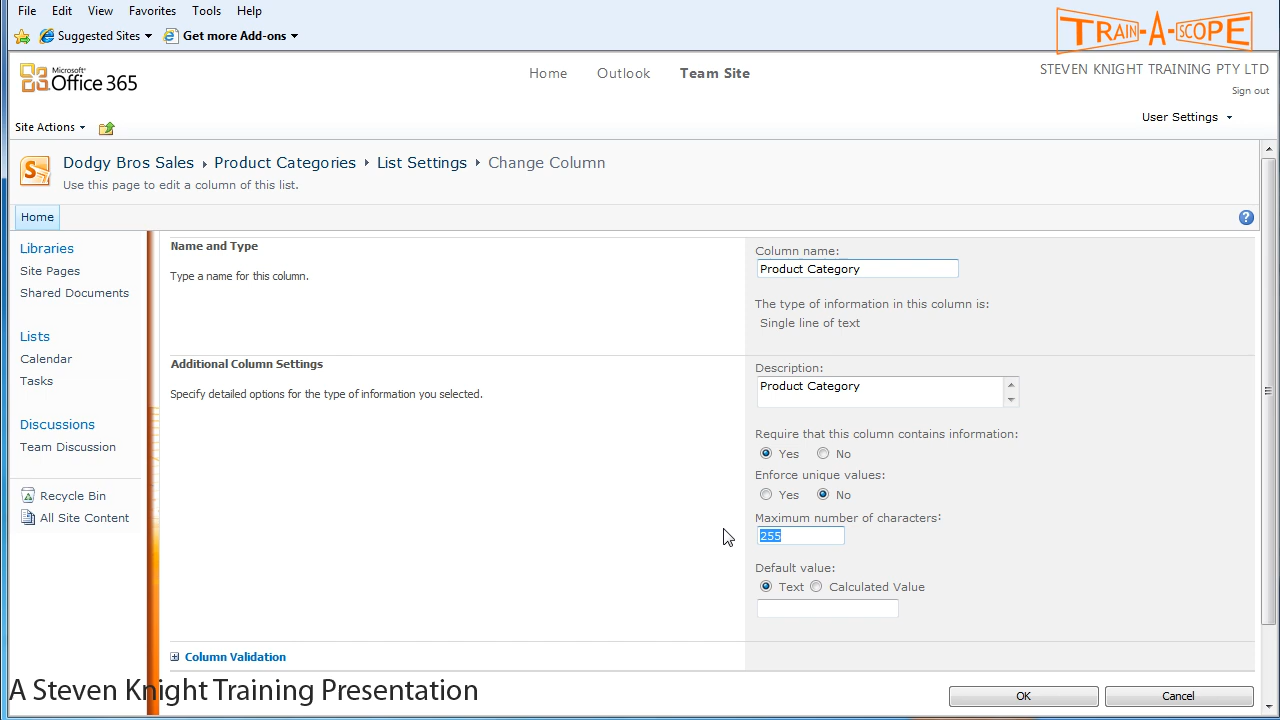 File Edit View Favorites Tools Help
Suggested Sites Get more Add-ons
TRAIN-A-SCOPE
Microsoft
Office 365
Home Outlook Team Site
STEVEN KNIGHT TRAINING PTY LTD
Sign out
Site Actions
User Settings
Dodgy Bros Sales Product Categories List Settings Change Column
Use this page to edit a column of this list.
Home
Libraries
Site Pages
Shared Documents
Lists
Calendar
Tasks
Discussions
Team Discussion
Recycle Bin
All Site Content
Name and Type
Type a name for this column.
Column name:
Product Category
The type of information in this column is:
Single line of text
Additional Column Settings
Specify detailed options for the type of information you selected.
Description:
Product Category
Require that this column contains information:
Yes No
Enforce unique values:
Yes No
Maximum number of characters:
255
Default value:
Text Calculated Value
Column Validation
OK Cancel
A Steven Knight Training Presentation